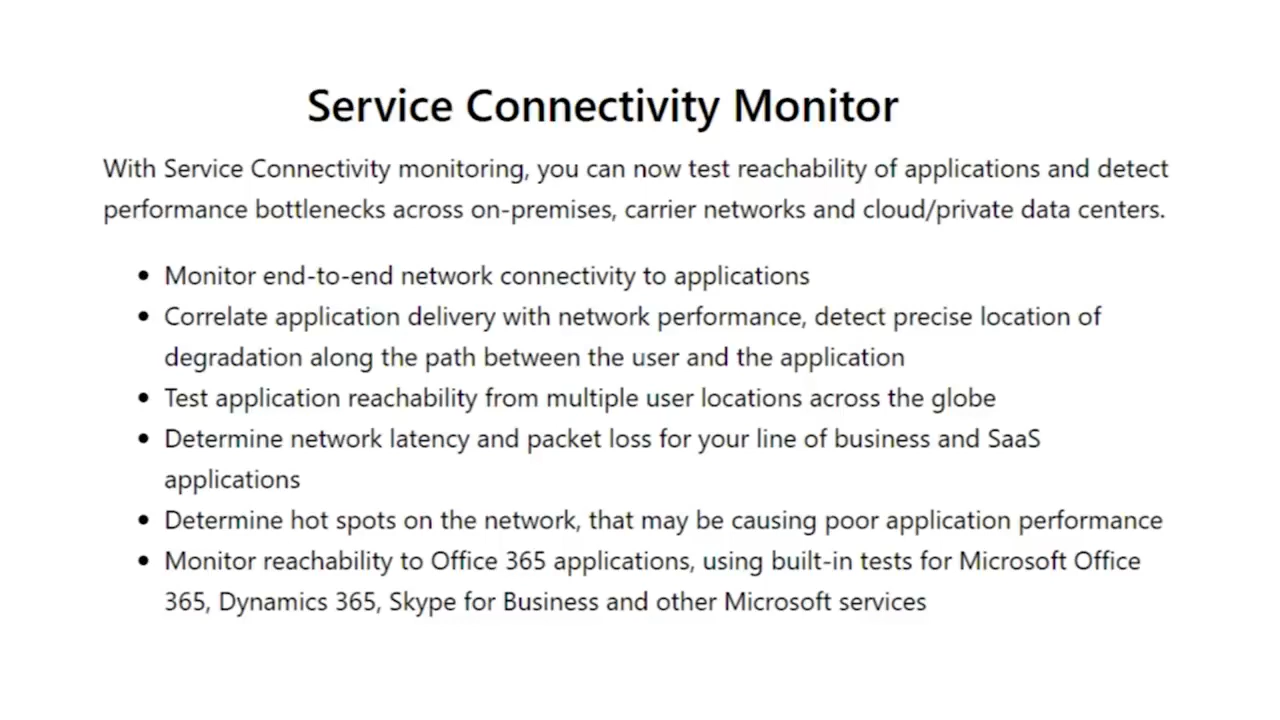 Service Connectivity Monitor
With Service Connectivity monitoring, you can now test reachability of applications and detect
performance bottlenecks across on-premises, carrier networks and cloud/private data centers.
• Monitor end-to-end network connectivity to applications
• Correlate application delivery with network performance, detect precise location of
degradation along the path between the user and the application
• Test application reachability from multiple user locations across the globe
• Determine network latency and packet loss for your line of business and SaaS
applications
• Determine hot spots on the network, that may be causing poor application performance
• Monitor reachability to Office 365 applications, using built-in tests for Microsoft Office
365, Dynamics 365, Skype for Business and other Microsoft services